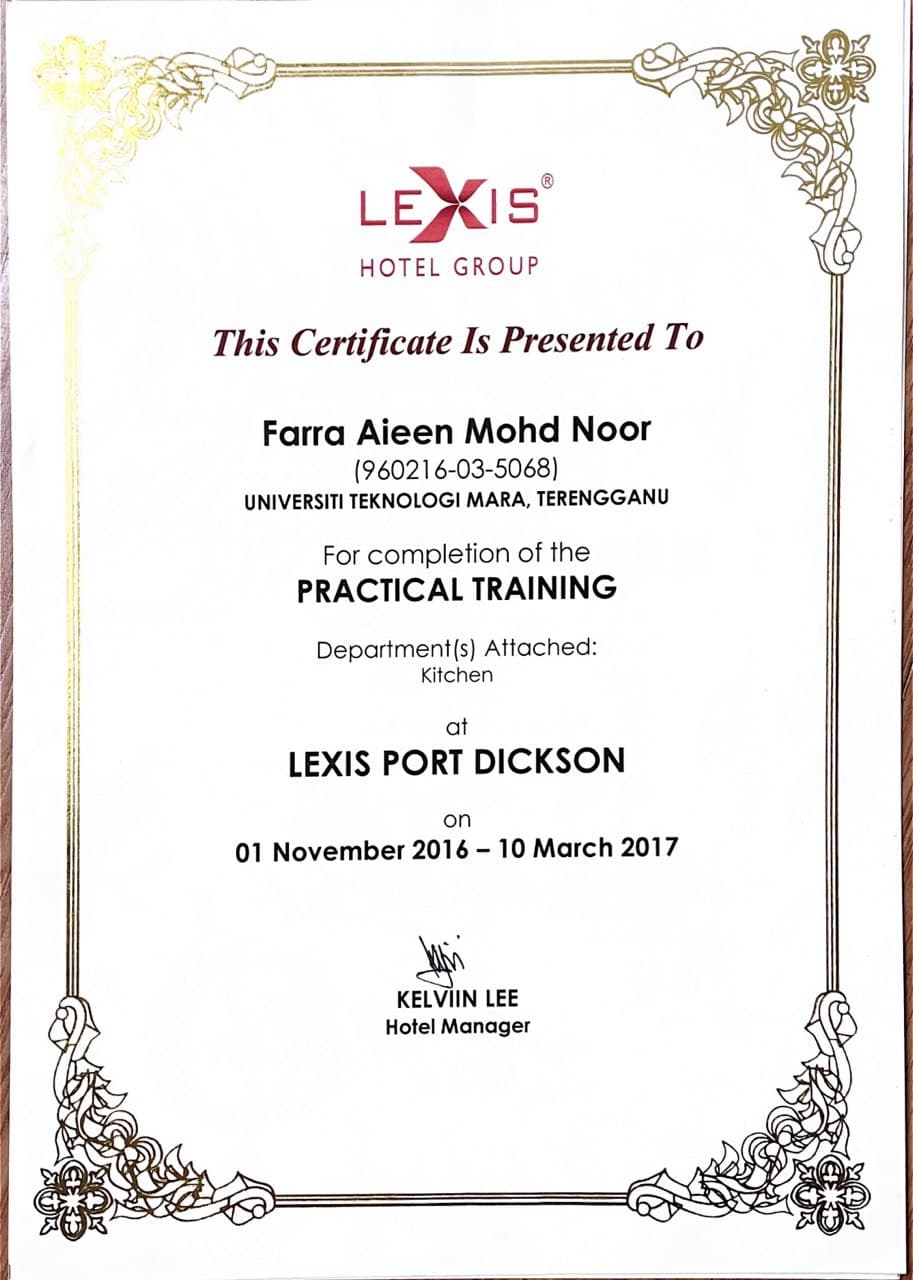 LEXIS®
HOTEL GROUP
This Certificate Is Presented To
Farra Aieen Mohd Noor
(960216-03-5068)
UNIVERSITI TEKNOLOGI MARA, TERENGGANU
For completion of the
PRACTICAL TRAINING
Department(s) Attached:
Kitchen
at
LEXIS PORT DICKSON
on
01 November 2016 – 10 March 2017
KELVIIN LEE
Hotel Manager